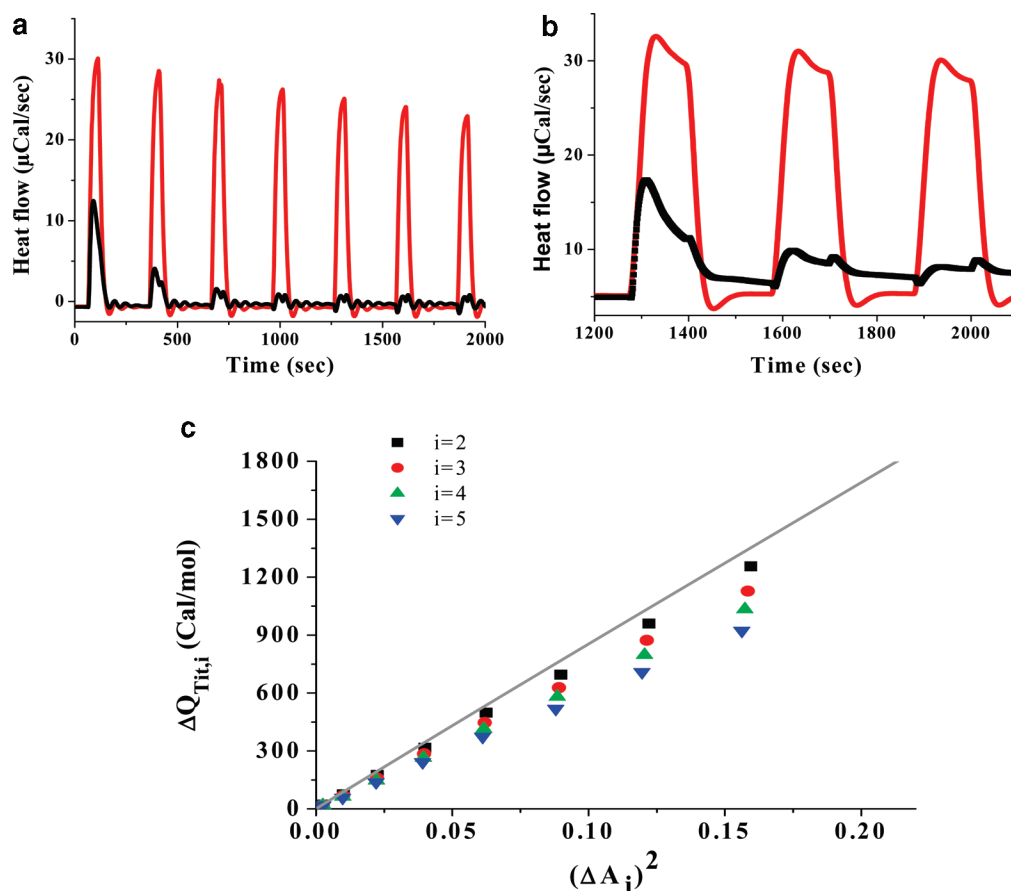 a
Heat flow (µCal/sec)
30
20
10
0
0 500 1000 1500 2000
Time (sec)
b
Heat flow (µCal/sec)
30
20
10
1200 1400 1600 1800 2000
Time (sec)
c
i=2
i=3
i=4
i=5
ΔQTit,i (Cal/mol)
1800
1500
1200
900
600
300
0
0.00 0.05 0.10 0.15 0.20
(ΔA i)²